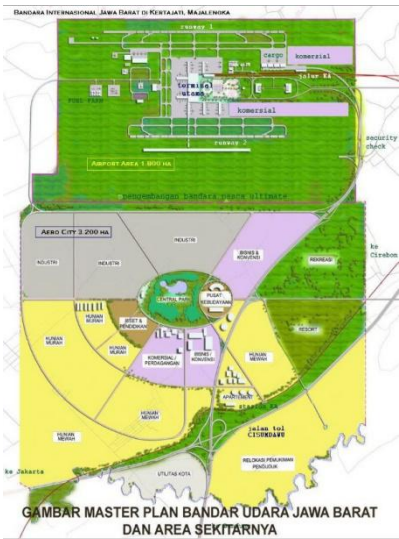 BANDARA INTERNASIONAL JAWA BARAT DI KERTAJATI, MAJALENGKA
runway 1
cargo
komersial
jalur KA
FUEL FARM
terminal
utama
komersial
security
check
runway 2
AIRPORT AREA 1.800 HA
pengembangan bandara pasca ultimate
AERO CITY 3.200 HA
ke
Cirebon
INDUSTRI
BISNIS &
KONVENSI
INDUSTRI
INDUSTRI
REKREASI
CENTRAL PARK
PUSAT
KEBUDAYAAN
HUNIAN
MURAH
RISET &
PENDIDIKAN
RESORT
HUNIAN
MURAH
HUNIAN
MURAH
KOMERSIAL /
PERDAGANGAN
BISNIS /
KONVENSI
HUNIAN
MEWAH
APARTEMENT
HUNIAN
MEWAH
stasiun KA
HUNIAN
MEWAH
jalan tol
CISUMDAWU
ke Jakarta
UTILITAS KOTA
RELOKASI PEMUKIMAN
PENDUDUK
GAMBAR MASTER PLAN BANDAR UDARA JAWA BARAT
DAN AREA SEKITARNYA